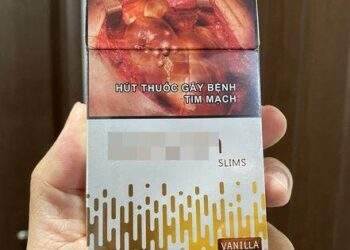 HÚT THUỐC GÂY BỆNH
TIM MẠCH
SLIMS
VANILLA